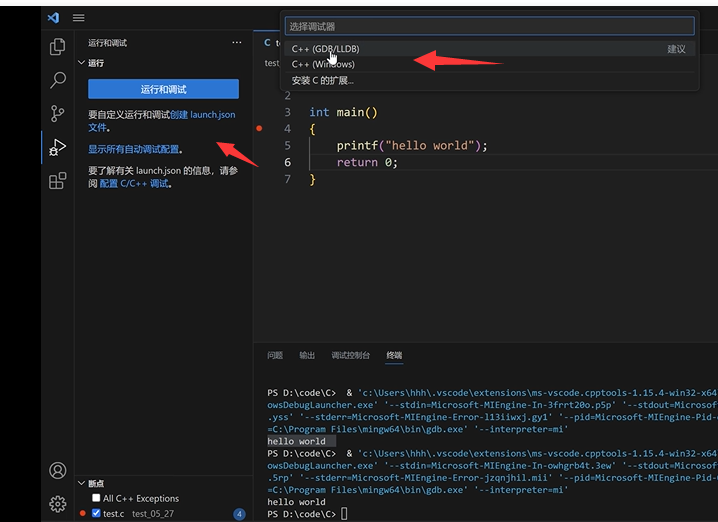 运行和调试 ···
运行
运行和调试
要自定义运行和调试创建 launch.json
文件。
显示所有自动调试配置。
要了解有关 launch.json 的信息，请参
阅 配置 C/C++ 调试。
断点
All C++ Exceptions
test.c test_05_27 4
选择调试器
C++ (GDB/LLDB) 建议
C++ (Windows)
安装 C 的扩展...
C
test
2
3 int main()
4 {
5 printf("hello world");
6 return 0;
7 }
问题 输出 调试控制台 终端
PS D:\code\C> & 'c:\Users\hhh\.vscode\extensions\ms-vscode.cpptools-1.15.4-win32-x64
owsDebugLauncher.exe' '--stdin=Microsoft-MIEngine-In-3frrt20o.p5p' '--stdout=Microsof
.yss' '--stderr=Microsoft-MIEngine-Error-l13iiwxj.gy1' '--pid=Microsoft-MIEngine-Pid-
=C:\Program Files\mingw64\bin\gdb.exe' '--interpreter=mi'
hello world
PS D:\code\C> & 'c:\Users\hhh\.vscode\extensions\ms-vscode.cpptools-1.15.4-win32-x64
owsDebugLauncher.exe' '--stdin=Microsoft-MIEngine-In-owhgrb4t.3ew' '--stdout=Microsof
.5rp' '--stderr=Microsoft-MIEngine-Error-jzqnjhil.mii' '--pid=Microsoft-MIEngine-Pid-
=C:\Program Files\mingw64\bin\gdb.exe' '--interpreter=mi'
hello world
PS D:\code\C>